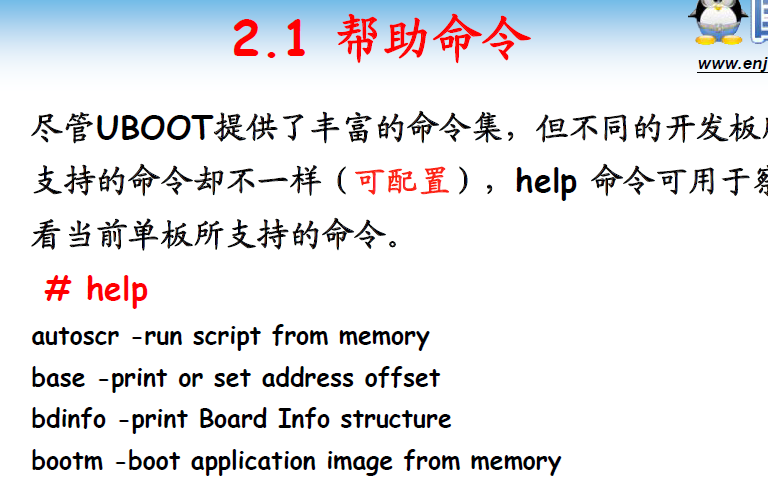 2.1 帮助命令
www.enj
尽管UBOOT提供了丰富的命令集，但不同的开发板
支持的命令却不一样（可配置），help 命令可用于察
看当前单板所支持的命令。
# help
autoscr -run script from memory
base -print or set address offset
bdinfo -print Board Info structure
bootm -boot application image from memory